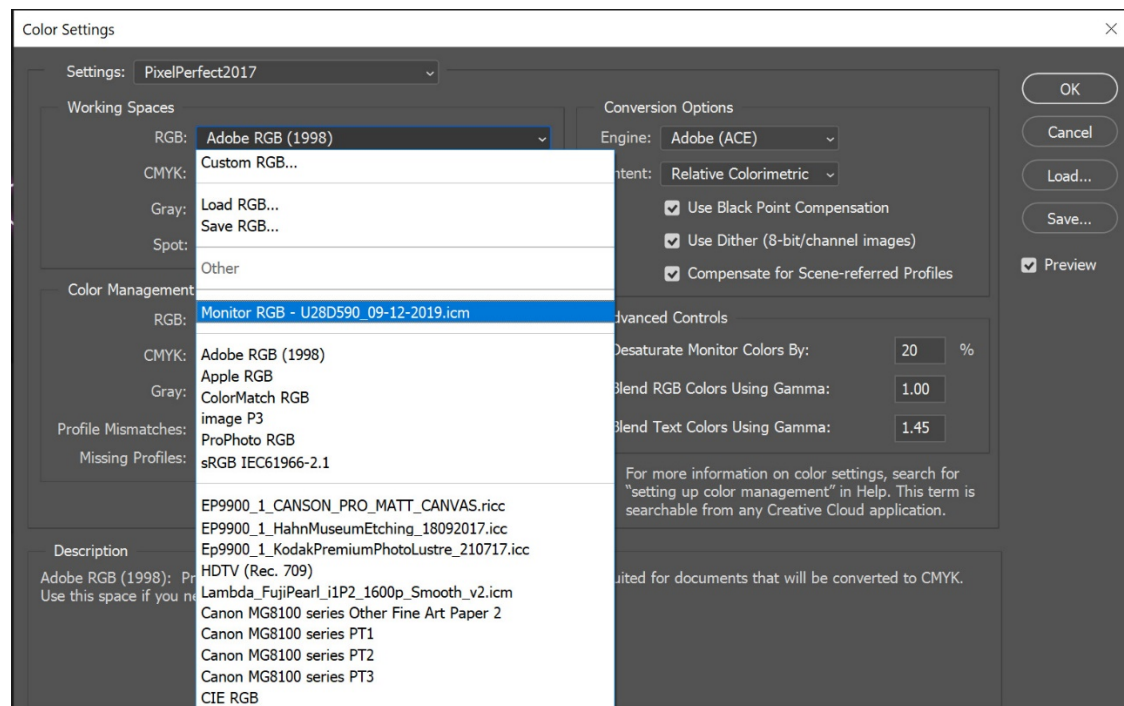 Color Settings
Settings: PixelPerfect2017
Working Spaces
RGB: Adobe RGB (1998)
CMYK:
Gray:
Spot:
Custom RGB...
Load RGB...
Save RGB...
Other
Monitor RGB - U28D590_09-12-2019.icm
Adobe RGB (1998)
Apple RGB
ColorMatch RGB
image P3
ProPhoto RGB
sRGB IEC61966-2.1
EP9900_1_CANSON_PRO_MATT_CANVAS.ricc
EP9900_1_HahnMuseumEtching_18092017.icc
Ep9900_1_KodakPremiumPhotoLustre_210717.icc
HDTV (Rec. 709)
Lambda_FujiPearl_i1P2_1600p_Smooth_v2.icm
Canon MG8100 series Other Fine Art Paper 2
Canon MG8100 series PT1
Canon MG8100 series PT2
Canon MG8100 series PT3
CIE RGB
Color Management
RGB:
CMYK:
Gray:
Profile Mismatches:
Missing Profiles:
Conversion Options
Engine: Adobe (ACE)
ntent: Relative Colorimetric
Use Black Point Compensation
Use Dither (8-bit/channel images)
Compensate for Scene-referred Profiles
dvanced Controls
Desaturate Monitor Colors By: 20 %
Blend RGB Colors Using Gamma: 1.00
Blend Text Colors Using Gamma: 1.45
For more information on color settings, search for
"setting up color management" in Help. This term is
searchable from any Creative Cloud application.
OK
Cancel
Load...
Save...
Preview
Description
Adobe RGB (1998): Pr
uited for documents that will be converted to CMYK.
Use this space if you ne